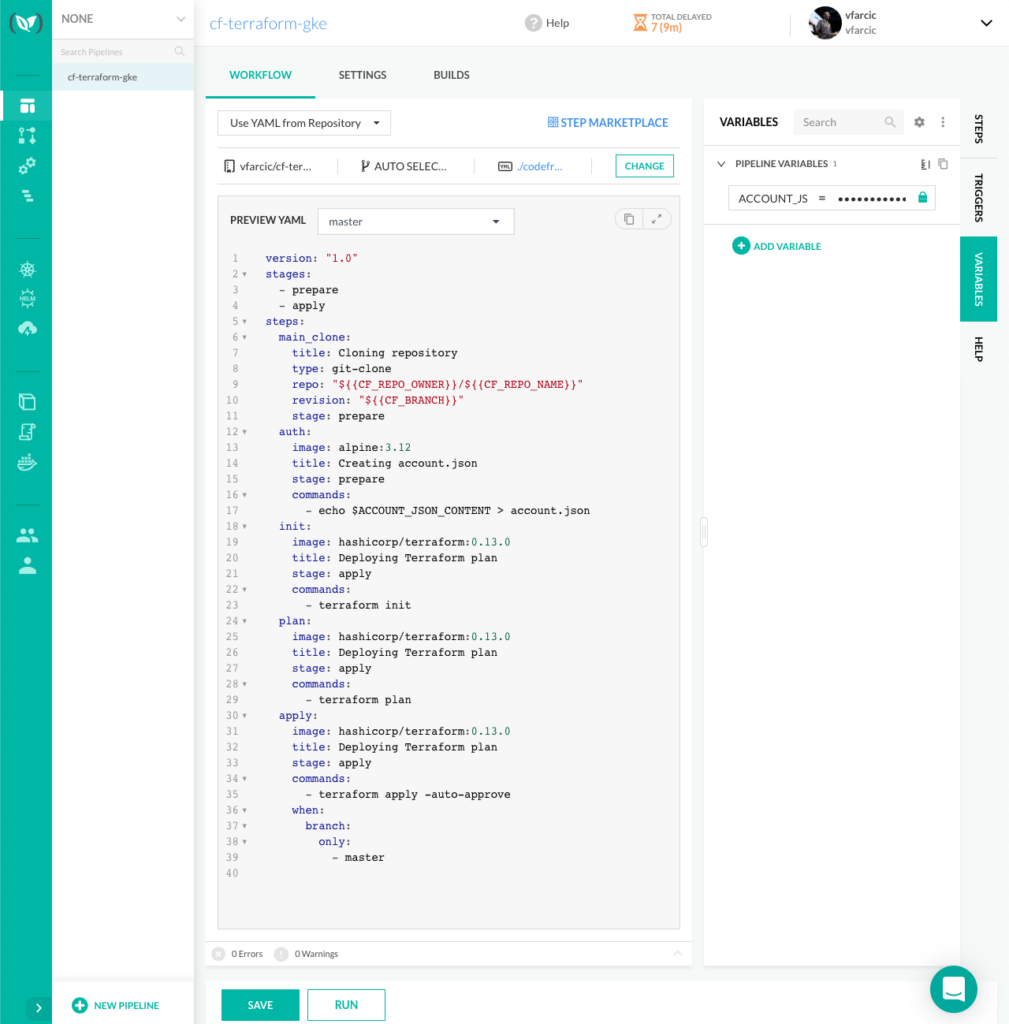 NONE
Search Pipelines
cf-terraform-gke
NEW PIPELINE
cf-terraform-gke
? Help
TOTAL DELAYED
7 (9m)
vfarcic
vfarcic
WORKFLOW SETTINGS BUILDS
Use YAML from Repository
STEP MARKETPLACE
vfarcic/cf-ter... AUTO SELEC... YML ./codefr... CHANGE
PREVIEW YAML master
1 version: "1.0"
2 stages:
3 - prepare
4 - apply
5 steps:
6 main_clone:
7 title: Cloning repository
8 type: git-clone
9 repo: "${{CF_REPO_OWNER}}/${{CF_REPO_NAME}}"
10 revision: "${{CF_BRANCH}}"
11 stage: prepare
12 auth:
13 image: alpine:3.12
14 title: Creating account.json
15 stage: prepare
16 commands:
17 - echo $ACCOUNT_JSON_CONTENT > account.json
18 init:
19 image: hashicorp/terraform:0.13.0
20 title: Deploying Terraform plan
21 stage: apply
22 commands:
23 - terraform init
24 plan:
25 image: hashicorp/terraform:0.13.0
26 title: Deploying Terraform plan
27 stage: apply
28 commands:
29 - terraform plan
30 apply:
31 image: hashicorp/terraform:0.13.0
32 title: Deploying Terraform plan
33 stage: apply
34 commands:
35 - terraform apply -auto-approve
36 when:
37 branch:
38 only:
39 - master
40
0 Errors ! 0 Warnings
SAVE RUN
VARIABLES Search
PIPELINE VARIABLES 1
ACCOUNT_JS = •••••••••••
ADD VARIABLE
STEPS
TRIGGERS
VARIABLES
HELP
HELM